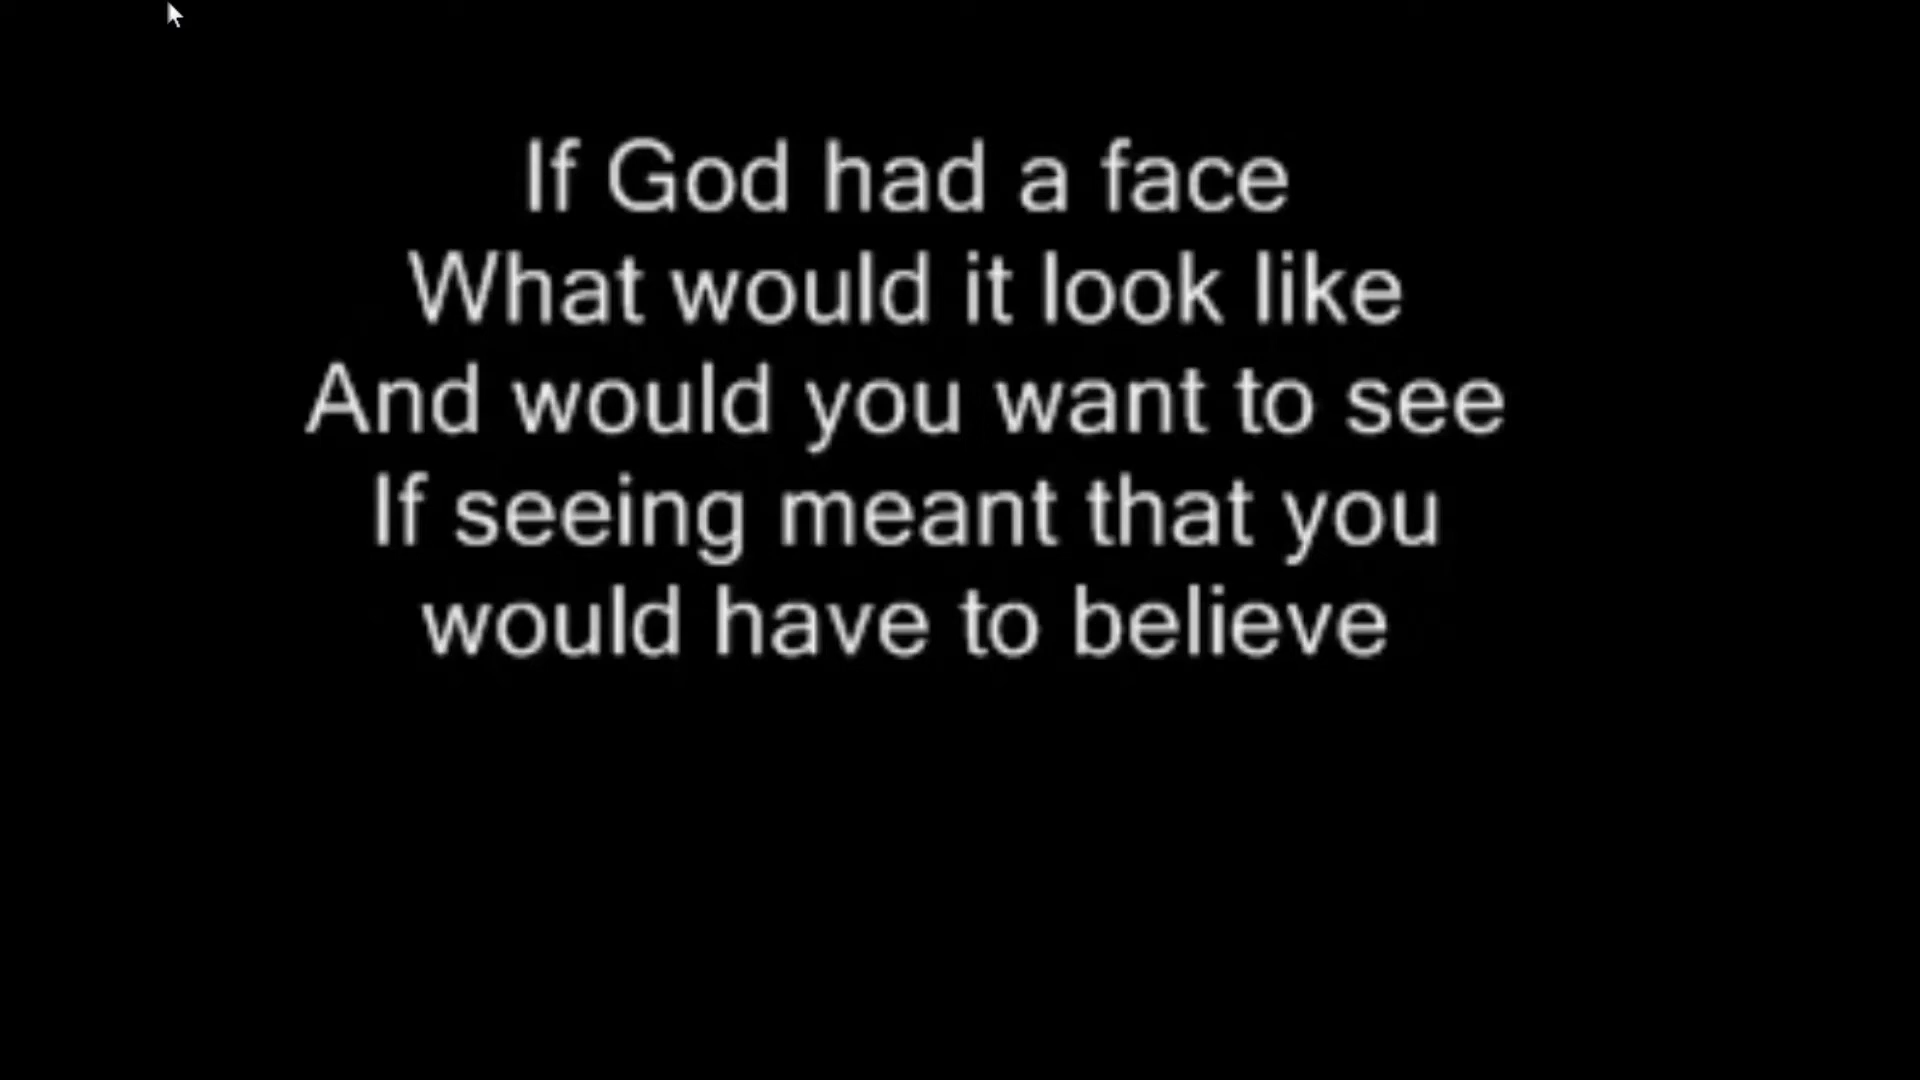 If God had a face
What would it look like
And would you want to see
If seeing meant that you
would have to believe